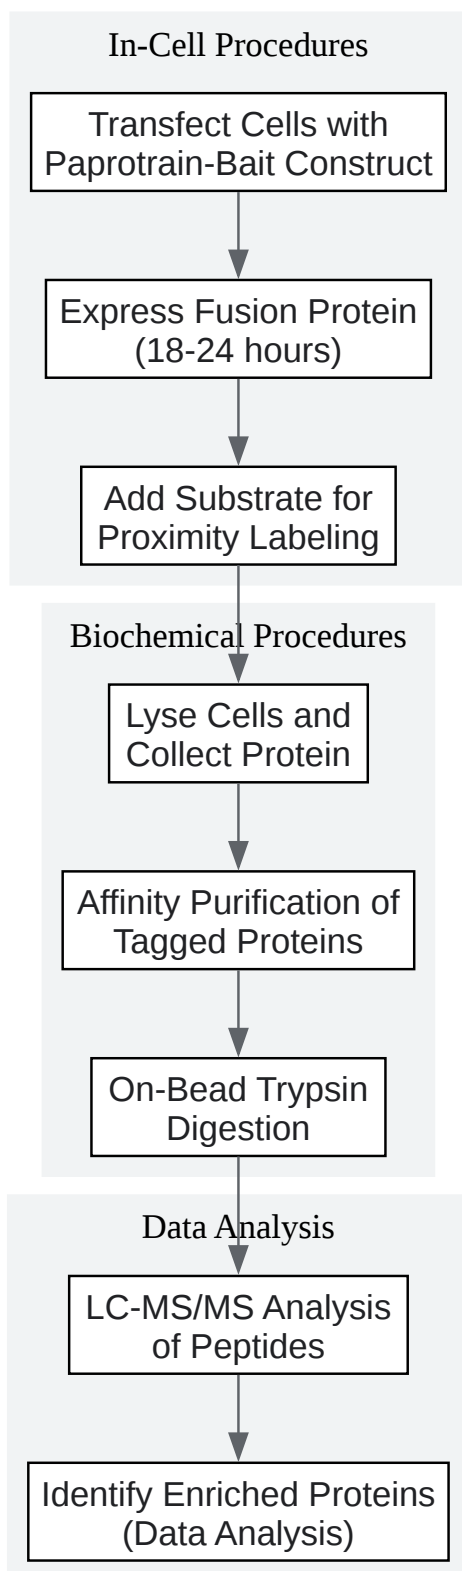 In-Cell Procedures
Transfect Cells with
Paprotrain-Bait Construct
Express Fusion Protein
(18-24 hours)
Add Substrate for
Proximity Labeling
Biochemical Procedures
Lyse Cells and
Collect Protein
Affinity Purification of
Tagged Proteins
On-Bead Trypsin
Digestion
Data Analysis
LC-MS/MS Analysis
of Peptides
Identify Enriched Proteins
(Data Analysis)